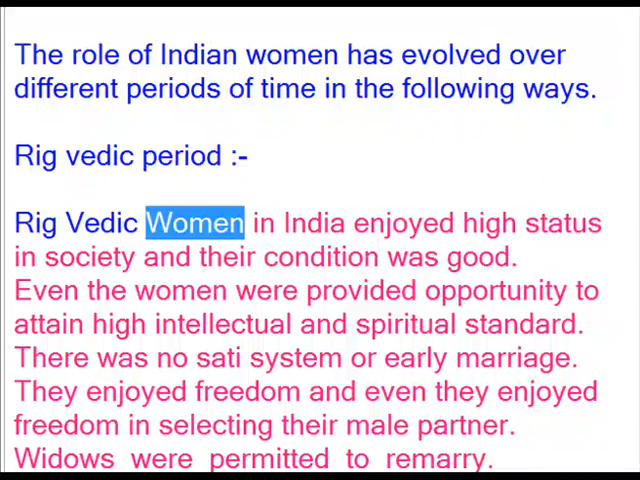 The role of Indian women has evolved over
different periods of time in the following ways.
Rig vedic period :-
Rig Vedic Women in India enjoyed high status
in society and their condition was good.
Even the women were provided opportunity to
attain high intellectual and spiritual standard.
There was no sati system or early marriage.
They enjoyed freedom and even they enjoyed
freedom in selecting their male partner.
Widows were permitted to remarry.